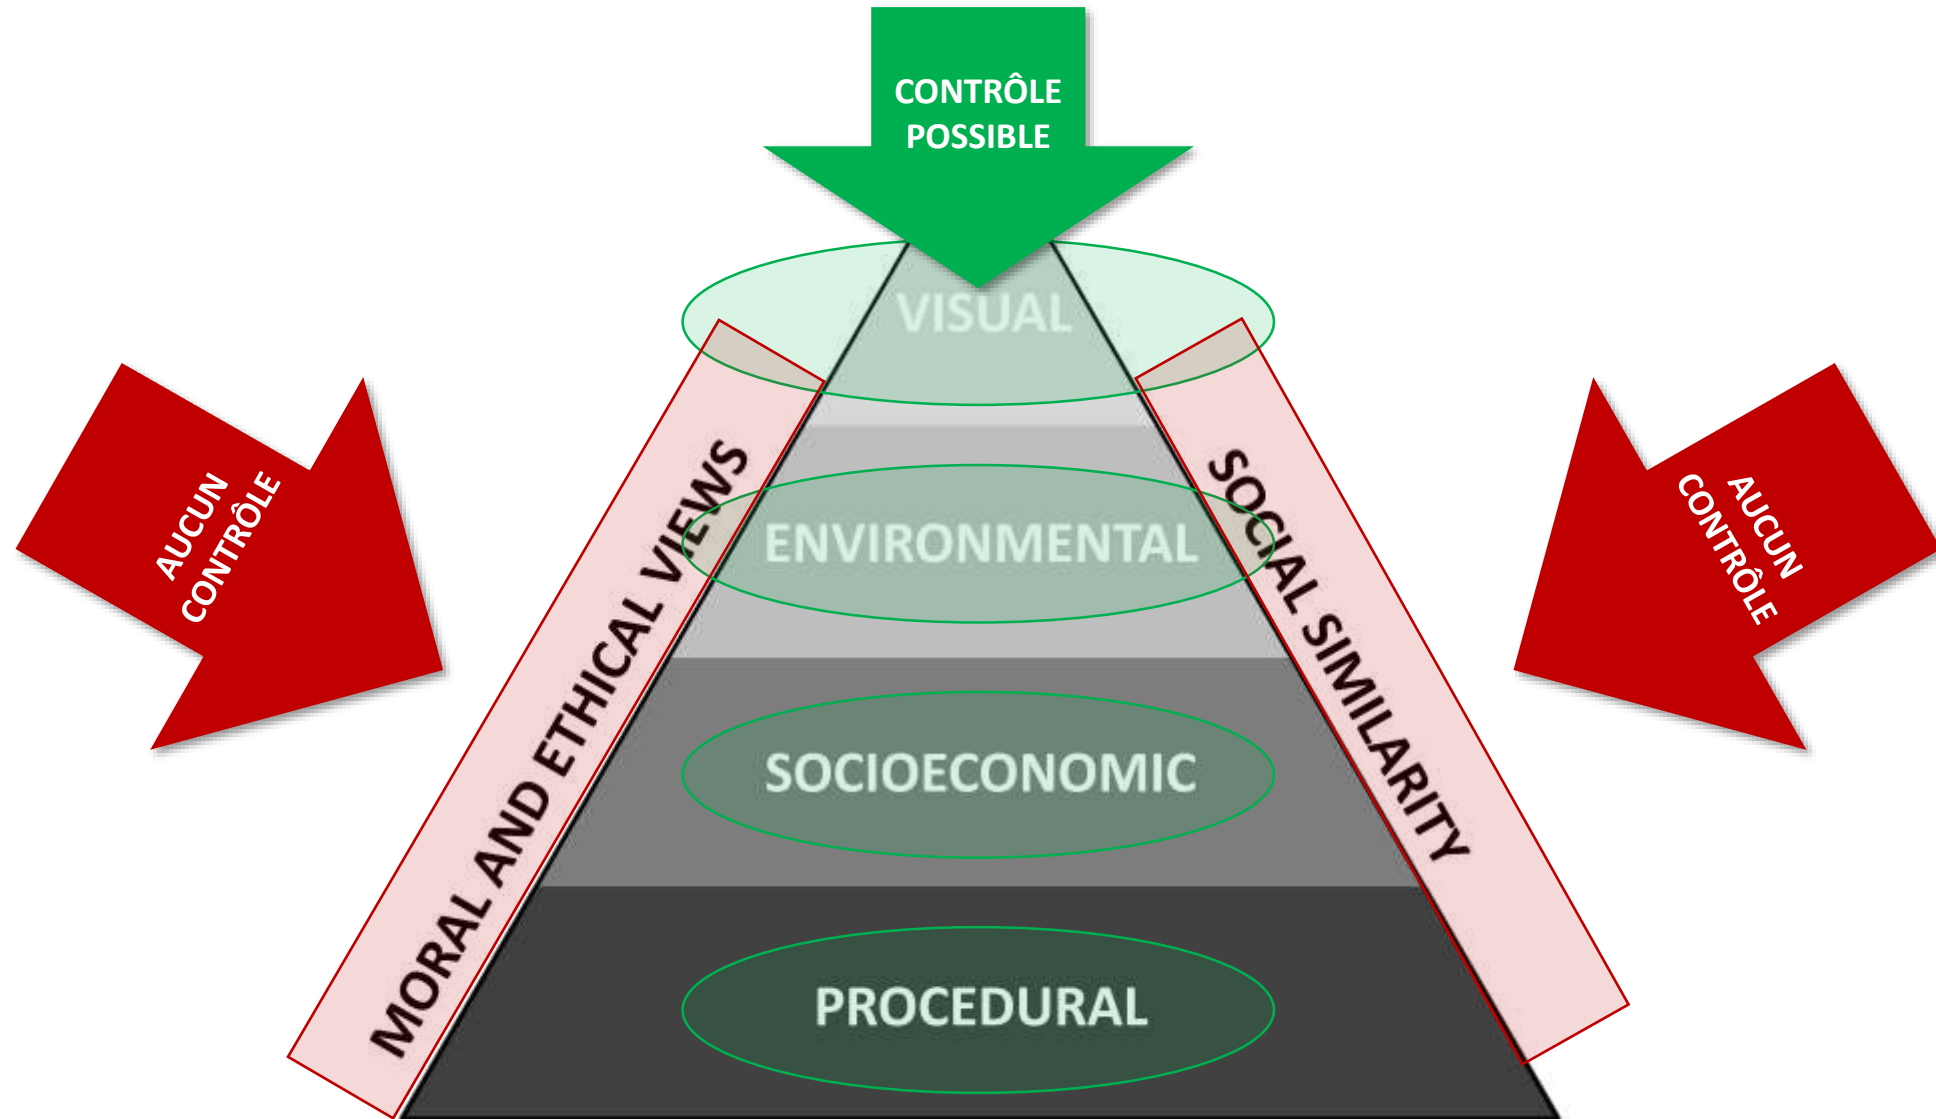 CONTRÔLE
POSSIBLE
VISUAL
AUCUN
CONTRÔLE
MORAL AND ETHICAL VIEWS
ENVIRONMENTAL
SOCIAL SIMILARITY
AUCUN
CONTRÔLE
SOCIOECONOMIC
PROCEDURAL